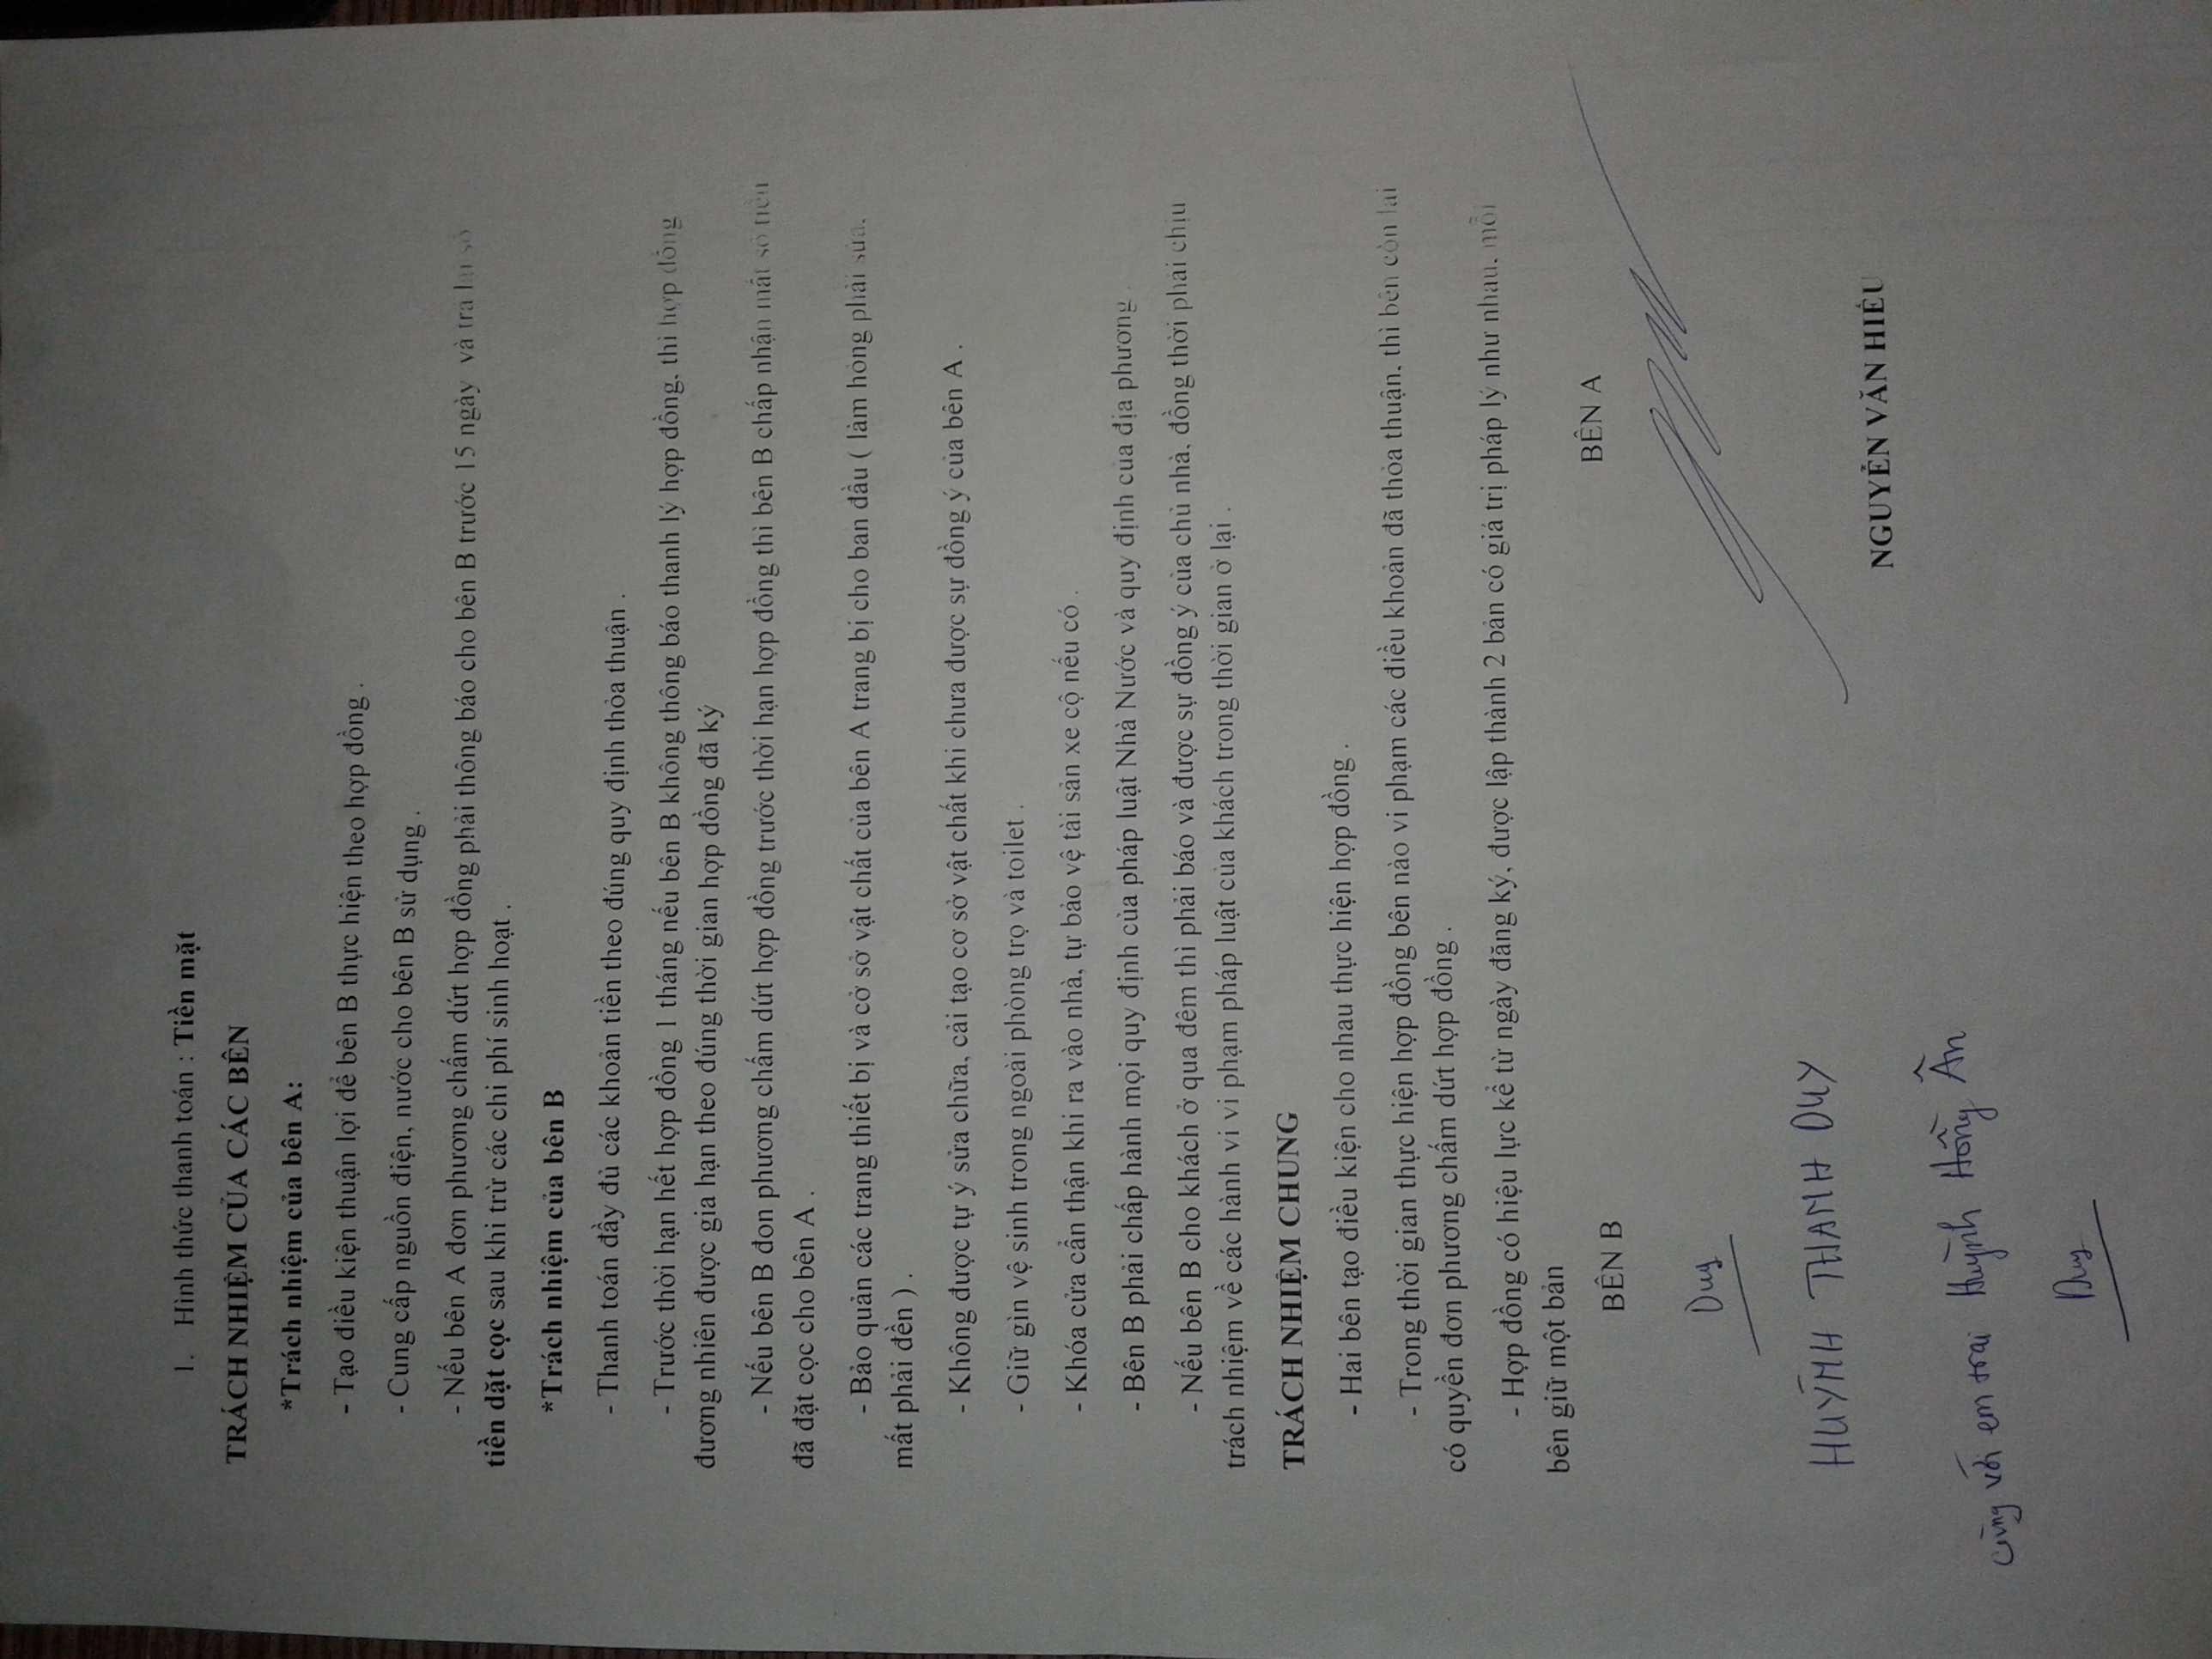 1. Hình thức thanh toán : Tiền mặt
TRÁCH NHIỆM CỦA CÁC BÊN
*Trách nhiệm của bên A:
- Tạo điều kiện thuận lợi để bên B thực hiện theo hợp đồng .
- Cung cấp nguồn điện, nước cho bên B sử dụng .
- Nếu bên A đơn phương chấm dứt hợp đồng phải thông báo cho bên B trước 15 ngày và trả lại số
tiền dặt cọc sau khi trừ các chi phí sinh hoạt .
*Trách nhiệm của bên B
- Thanh toán đầy đủ các khoản tiền theo đúng quy định thỏa thuận .
- Trước thời hạn hết hợp đồng 1 tháng nếu bên B không thông báo thanh lý hợp đồng, thì hợp đồng
đương nhiên được gia hạn theo đúng thời gian hợp đồng đã ký
- Nếu bên B đon phương chấm dứt hợp đồng trước thời hạn hợp đồng thì bên B chấp nhận mất số tiền
đã đặt cọc cho bên A .
- Bảo quản các trang thiết bị và cở sở vật chất của bên A trang bị cho ban đầu ( làm hỏng phải sửa,
mất phải đền ) .
- Không được tự ý sửa chữa, cải tạo cơ sở vật chất khi chưa được sự đồng ý của bên A .
- Giữ gìn vệ sinh trong ngoài phòng trọ và toilet .
- Khóa cửa cẩn thận khi ra vào nhà, tự bảo vệ tài sản xe cộ nếu có .
- Bên B phải chấp hành mọi quy định của pháp luật Nhà Nước và quy định của địa phương .
- Nếu bên B cho khách ở qua đêm thì phải báo và được sự đồng ý của chủ nhà, đồng thời phải chịu
trách nhiệm về các hành vi vi phạm pháp luật của khách trong thời gian ở lại .
TRÁCH NHIỆM CHUNG
- Hai bên tạo điều kiện cho nhau thực hiện hợp đồng .
- Trong thời gian thực hiện hợp đồng bên nào vi phạm các điều khoản đã thỏa thuận, thì bên còn lại
có quyền đơn phương chấm dứt hợp đồng .
- Hợp đồng có hiệu lực kể từ ngày đăng ký, được lập thành 2 bản có giá trị pháp lý như nhau, mỗi
bên giữ một bản
BÊN B BÊN A
Duy
HUỲNH THANH DUY
NGUYỄN VĂN HIẾU
cùng với em trai Huỳnh Hồng Ân
Duy